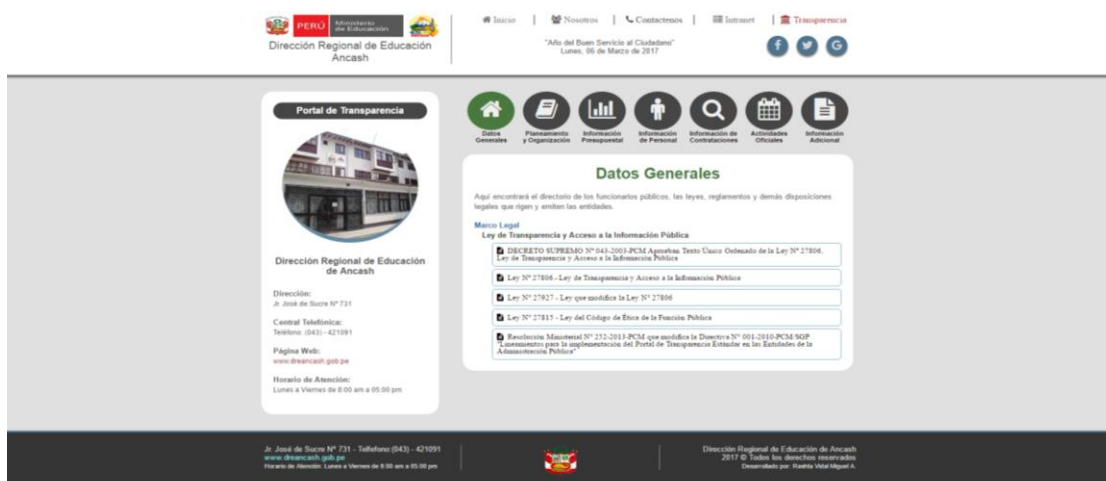 PERÚ
Ministerio
de Educación
Dirección Regional de Educación
Ancash
Inicio | Nosotros | Contactenos | Intranet | Transparencia
"Año del Buen Servicio al Ciudadano"
Lunes, 06 de Marzo de 2017
Portal de Transparencia
Dirección Regional de Educación
de Ancash
Dirección:
Jr. José de Sucre Nº 731
Central Telefónica:
Teléfono: (043) - 421091
Página Web:
www.dreancash.gob.pe
Horario de Atención:
Lunes a Viernes de 8:00 am a 05:00 pm
Datos
Generales
Planeamiento
y Organización
Información
Presupuestal
Información
de Personal
Información de
Contrataciones
Actividades
Oficiales
Información
Adicional
Datos Generales
Aquí encontrará el directorio de los funcionarios públicos, las leyes, reglamentos y demás disposiciones
legales que rigen y emiten las entidades.
Marco Legal
Ley de Transparencia y Acceso a la Información Pública
DECRETO SUPREMO Nº 043-2003-PCM Aprueban Texto Único Ordenado de la Ley Nº 27806,
Ley de Transparencia y Acceso a la Información Pública
Ley Nº 27806.- Ley de Transparencia y Acceso a la Información Pública
Ley Nº 27927 - Ley que modifica la Ley Nº 27806
Ley Nº 27815 - Ley del Código de Ética de la Función Pública
Resolución Ministerial Nº 252-2013-PCM que modifica la Directiva Nº 001-2010-PCM/SGP
"Lineamientos para la implementación del Portal de Transparencia Estándar en las Entidades de la
Administración Pública"
Jr. José de Sucre Nº 731 - Telfefono:(043) - 421091
www.dreancash.gob.pe
Horario de Atención: Lunes a Viernes de 8:00 am a 05:00 pm
Dirección Regional de Educación de Ancash
2017 © Todos los derechos reservados
Desarrollado por: Vidal Miguel A.